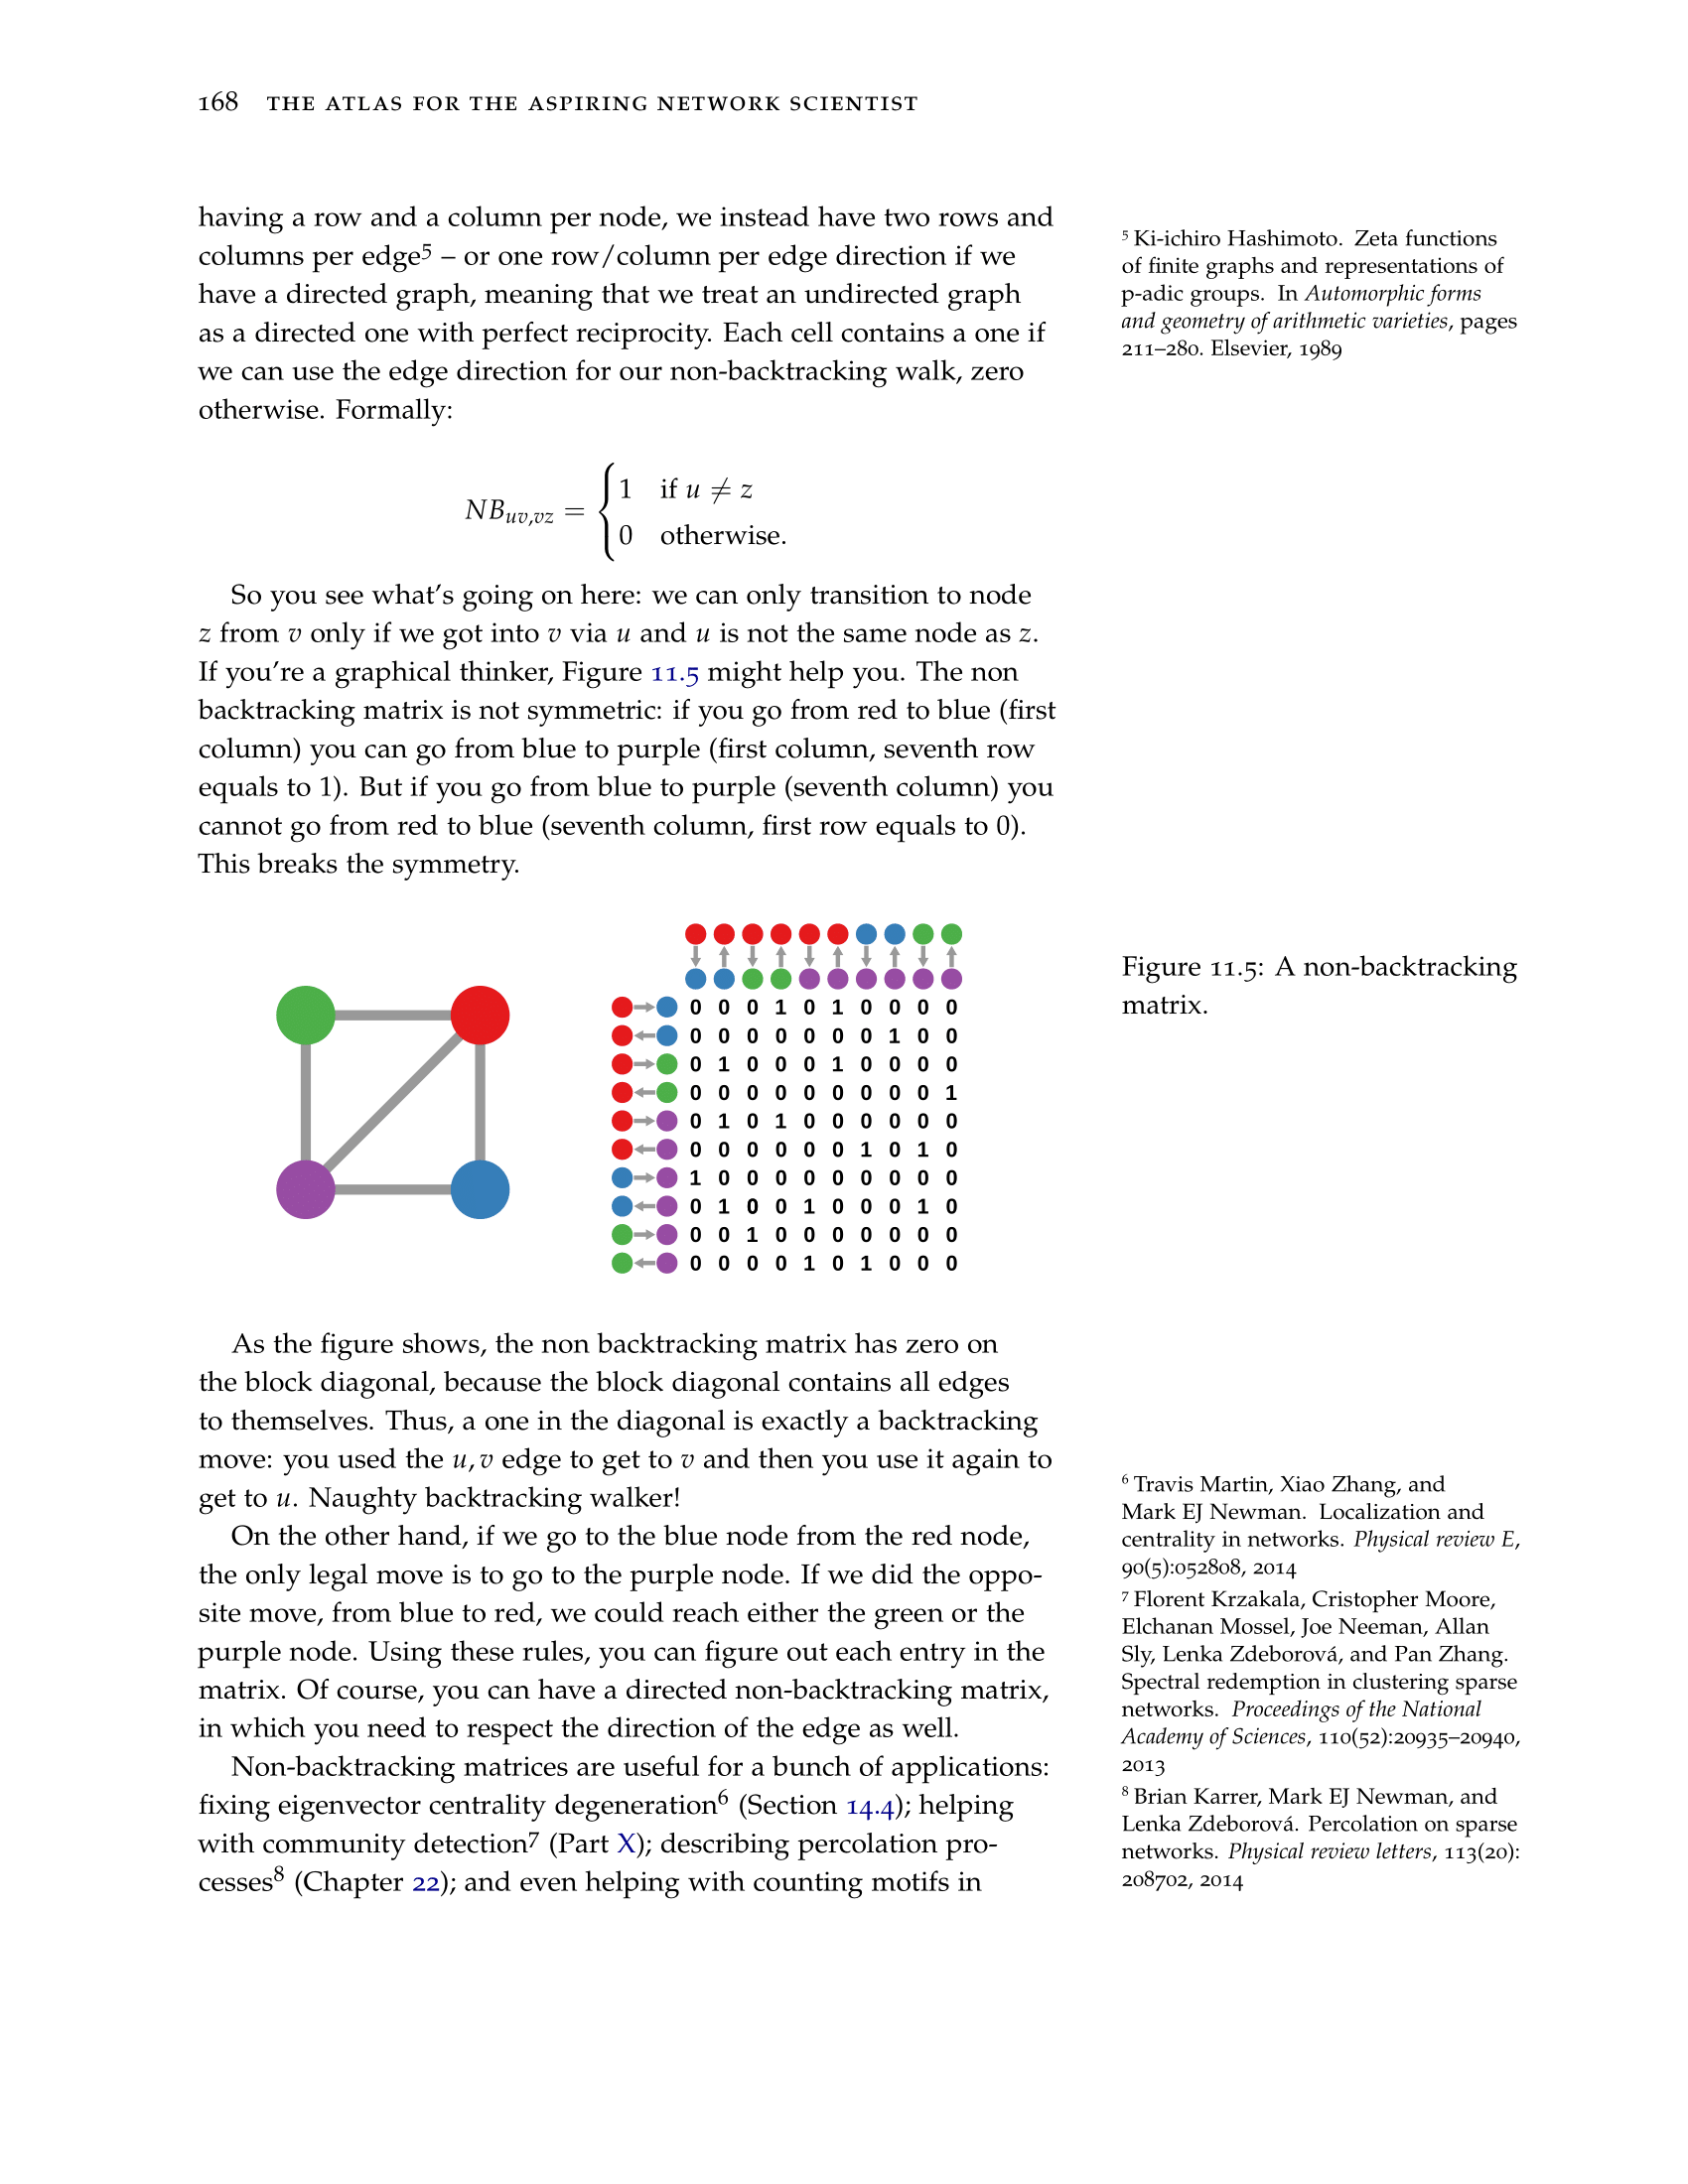 168 THE ATLAS FOR THE ASPIRING NETWORK SCIENTIST
having a row and a column per node, we instead have two rows and
columns per edge⁵ – or one row/column per edge direction if we
have a directed graph, meaning that we treat an undirected graph
as a directed one with perfect reciprocity. Each cell contains a one if
we can use the edge direction for our non-backtracking walk, zero
otherwise. Formally:
⁵ Ki-ichiro Hashimoto. Zeta functions
of finite graphs and representations of
p-adic groups. In Automorphic forms
and geometry of arithmetic varieties, pages
211–280. Elsevier, 1989
NB_{uv,vz} = { 1 if u ≠ z
0 otherwise.
So you see what's going on here: we can only transition to node
z from v only if we got into v via u and u is not the same node as z.
If you're a graphical thinker, Figure 11.5 might help you. The non
backtracking matrix is not symmetric: if you go from red to blue (first
column) you can go from blue to purple (first column, seventh row
equals to 1). But if you go from blue to purple (seventh column) you
cannot go from red to blue (seventh column, first row equals to 0).
This breaks the symmetry.
0 0 0 1 0 1 0 0 0 0
0 0 0 0 0 0 0 1 0 0
0 1 0 0 0 1 0 0 0 0
0 0 0 0 0 0 0 0 0 1
0 1 0 1 0 0 0 0 0 0
0 0 0 0 0 0 1 0 1 0
1 0 0 0 0 0 0 0 0 0
0 1 0 0 1 0 0 0 1 0
0 0 1 0 0 0 0 0 0 0
0 0 0 0 1 0 1 0 0 0
Figure 11.5: A non-backtracking
matrix.
As the figure shows, the non backtracking matrix has zero on
the block diagonal, because the block diagonal contains all edges
to themselves. Thus, a one in the diagonal is exactly a backtracking
move: you used the u, v edge to get to v and then you use it again to
get to u. Naughty backtracking walker!
On the other hand, if we go to the blue node from the red node,
the only legal move is to go to the purple node. If we did the oppo-
site move, from blue to red, we could reach either the green or the
purple node. Using these rules, you can figure out each entry in the
matrix. Of course, you can have a directed non-backtracking matrix,
in which you need to respect the direction of the edge as well.
Non-backtracking matrices are useful for a bunch of applications:
fixing eigenvector centrality degeneration⁶ (Section 14.4); helping
with community detection⁷ (Part X); describing percolation pro-
cesses⁸ (Chapter 22); and even helping with counting motifs in
⁶ Travis Martin, Xiao Zhang, and
Mark EJ Newman. Localization and
centrality in networks. Physical review E,
90(5):052808, 2014
⁷ Florent Krzakala, Cristopher Moore,
Elchanan Mossel, Joe Neeman, Allan
Sly, Lenka Zdeborová, and Pan Zhang.
Spectral redemption in clustering sparse
networks. Proceedings of the National
Academy of Sciences, 110(52):20935–20940,
2013
⁸ Brian Karrer, Mark EJ Newman, and
Lenka Zdeborová. Percolation on sparse
networks. Physical review letters, 113(20):
208702, 2014